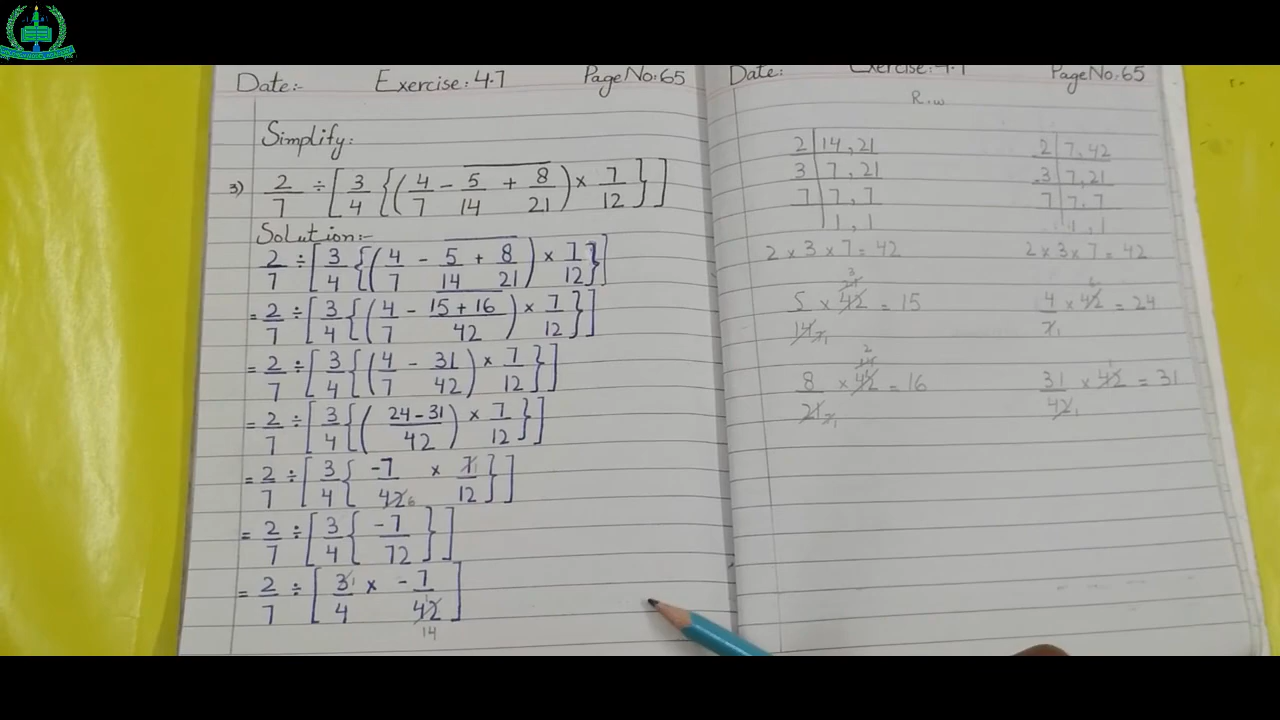 Date:- Exercise: 4.7 Page No: 65
Simplify:
3) 2/7 ÷ [3/4 {(4/7 - 5/14 + 8/21) × 7/12}]
Solution:-
2/7 ÷ [3/4 {(4/7 - 5/14 + 8/21) × 7/12}]
= 2/7 ÷ [3/4 {(4/7 - 15+16/42) × 7/12}]
= 2/7 ÷ [3/4 {(4/7 - 31/42) × 7/12}]
= 2/7 ÷ [3/4 {(24-31/42) × 7/12}]
= 2/7 ÷ [3/4 { -7/42 6 × 7 1/12}]
= 2/7 ÷ [3/4 { -7/72 }]
= 2/7 ÷ [3 1/4 × -7/42]
14
Date: Exercise: 4.7 Page No: 65
R.w
2 | 14, 21
3 | 7, 21
7 | 7, 7
1, 1
2 × 3 × 7 = 42
5/14 × 42 = 15
8/21 × 42 = 16
2 | 7, 42
3 | 7, 21
7 | 7, 7
1, 1
2 × 3 × 7 = 42
4/7 × 42 = 24
31/42 × 42 = 31